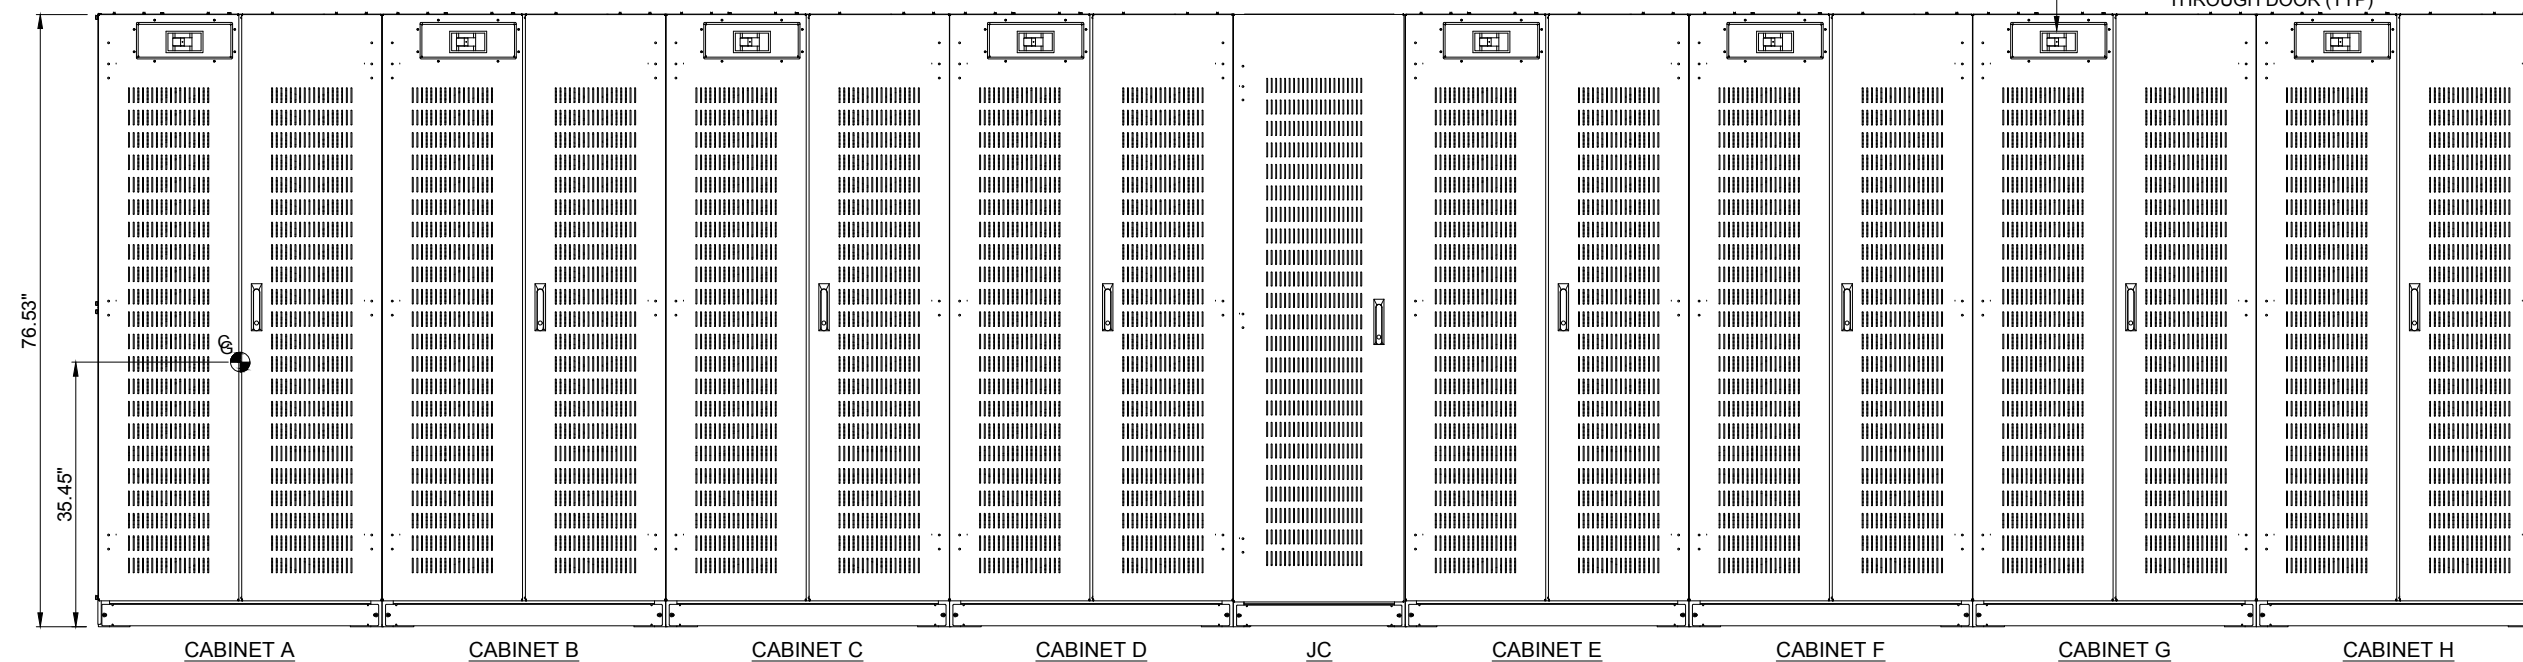 THROUGH DOOR (TYP)
76.53"
CG
35.45"
CABINET A
CABINET B
CABINET C
CABINET D
JC
CABINET E
CABINET F
CABINET G
CABINET H